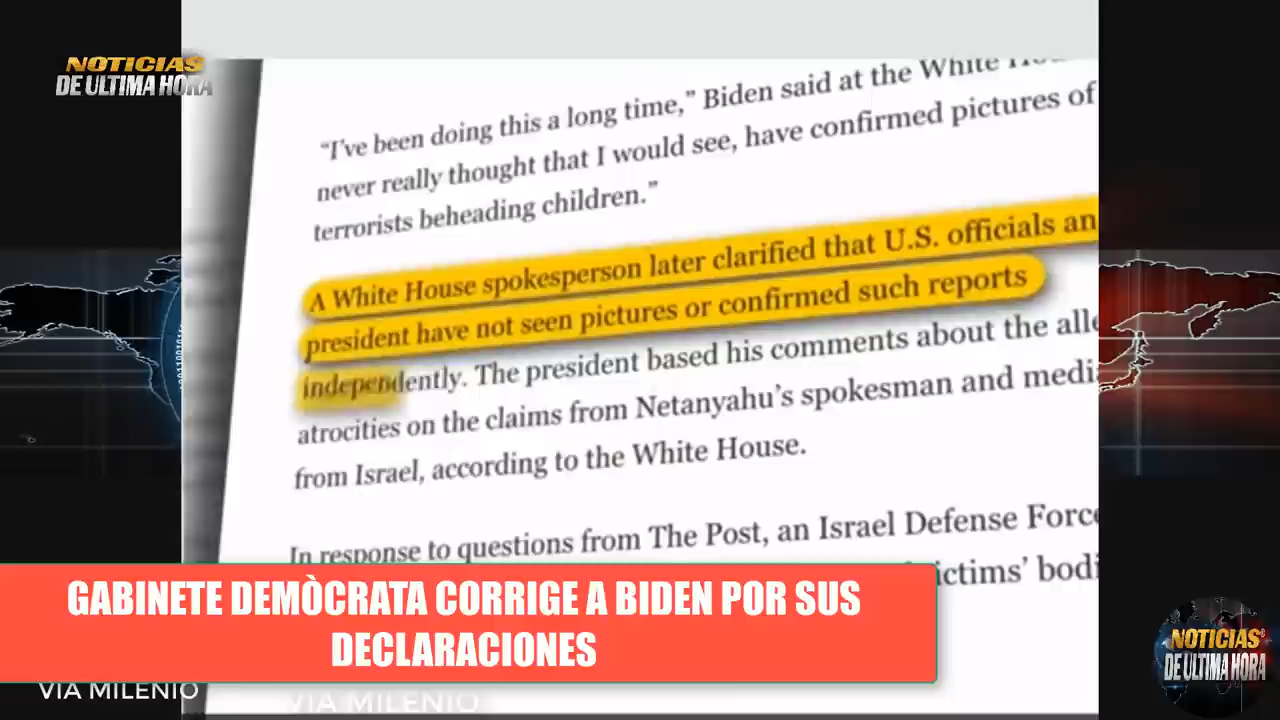 NOTICIAS
DE ULTIMA HORA
“I’ve been doing this a long time,” Biden said at the White
never really thought that I would see, have confirmed pictures of
terrorists beheading children.”
A White House spokesperson later clarified that U.S. officials an
president have not seen pictures or confirmed such reports
independently. The president based his comments about the alle
atrocities on the claims from Netanyahu’s spokesman and medi
from Israel, according to the White House.
In response to questions from The Post, an Israel Defense Forc
ictims’ bodi
GABINETE DEMÒCRATA CORRIGE A BIDEN POR SUS
DECLARACIONES
VIA MILENIO
VIA MILENIO
NOTICIAS
DE ULTIMA HORA